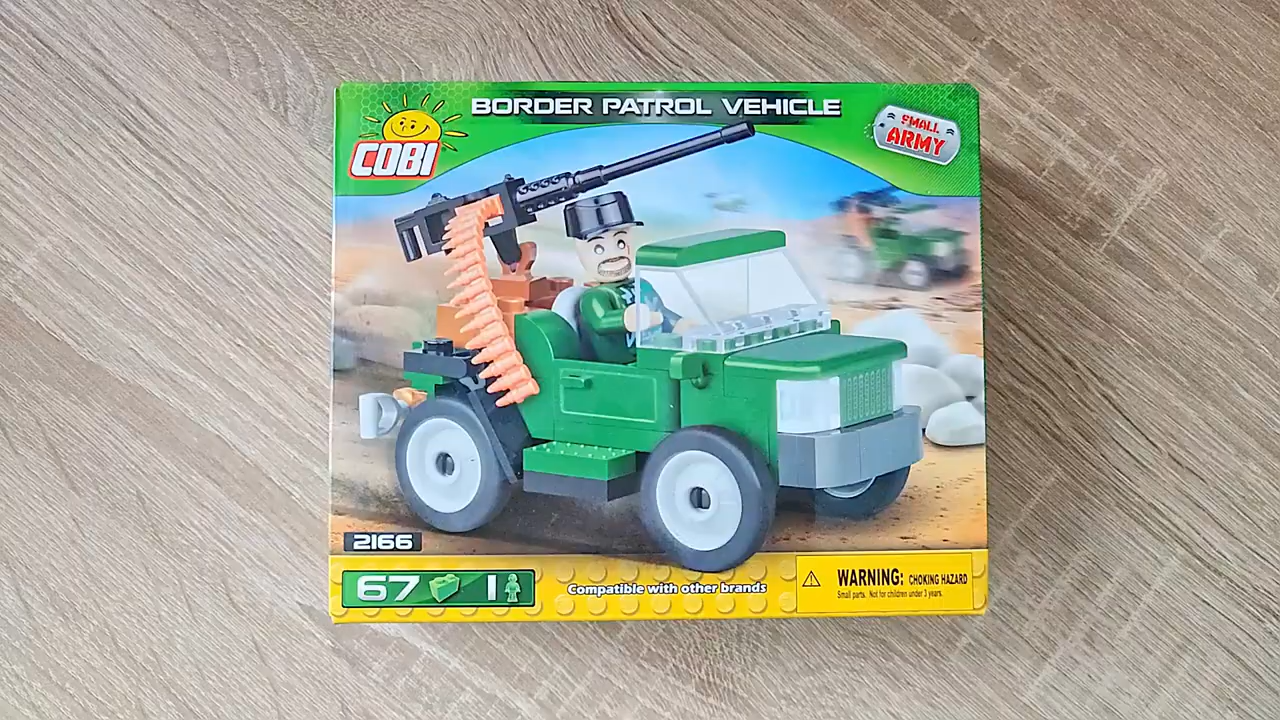 BORDER PATROL VEHICLE
COBI
SMALL
ARMY
2166
67 1
Compatible with other brands
WARNING: CHOKING HAZARD
Small parts. Not for children under 3 years.